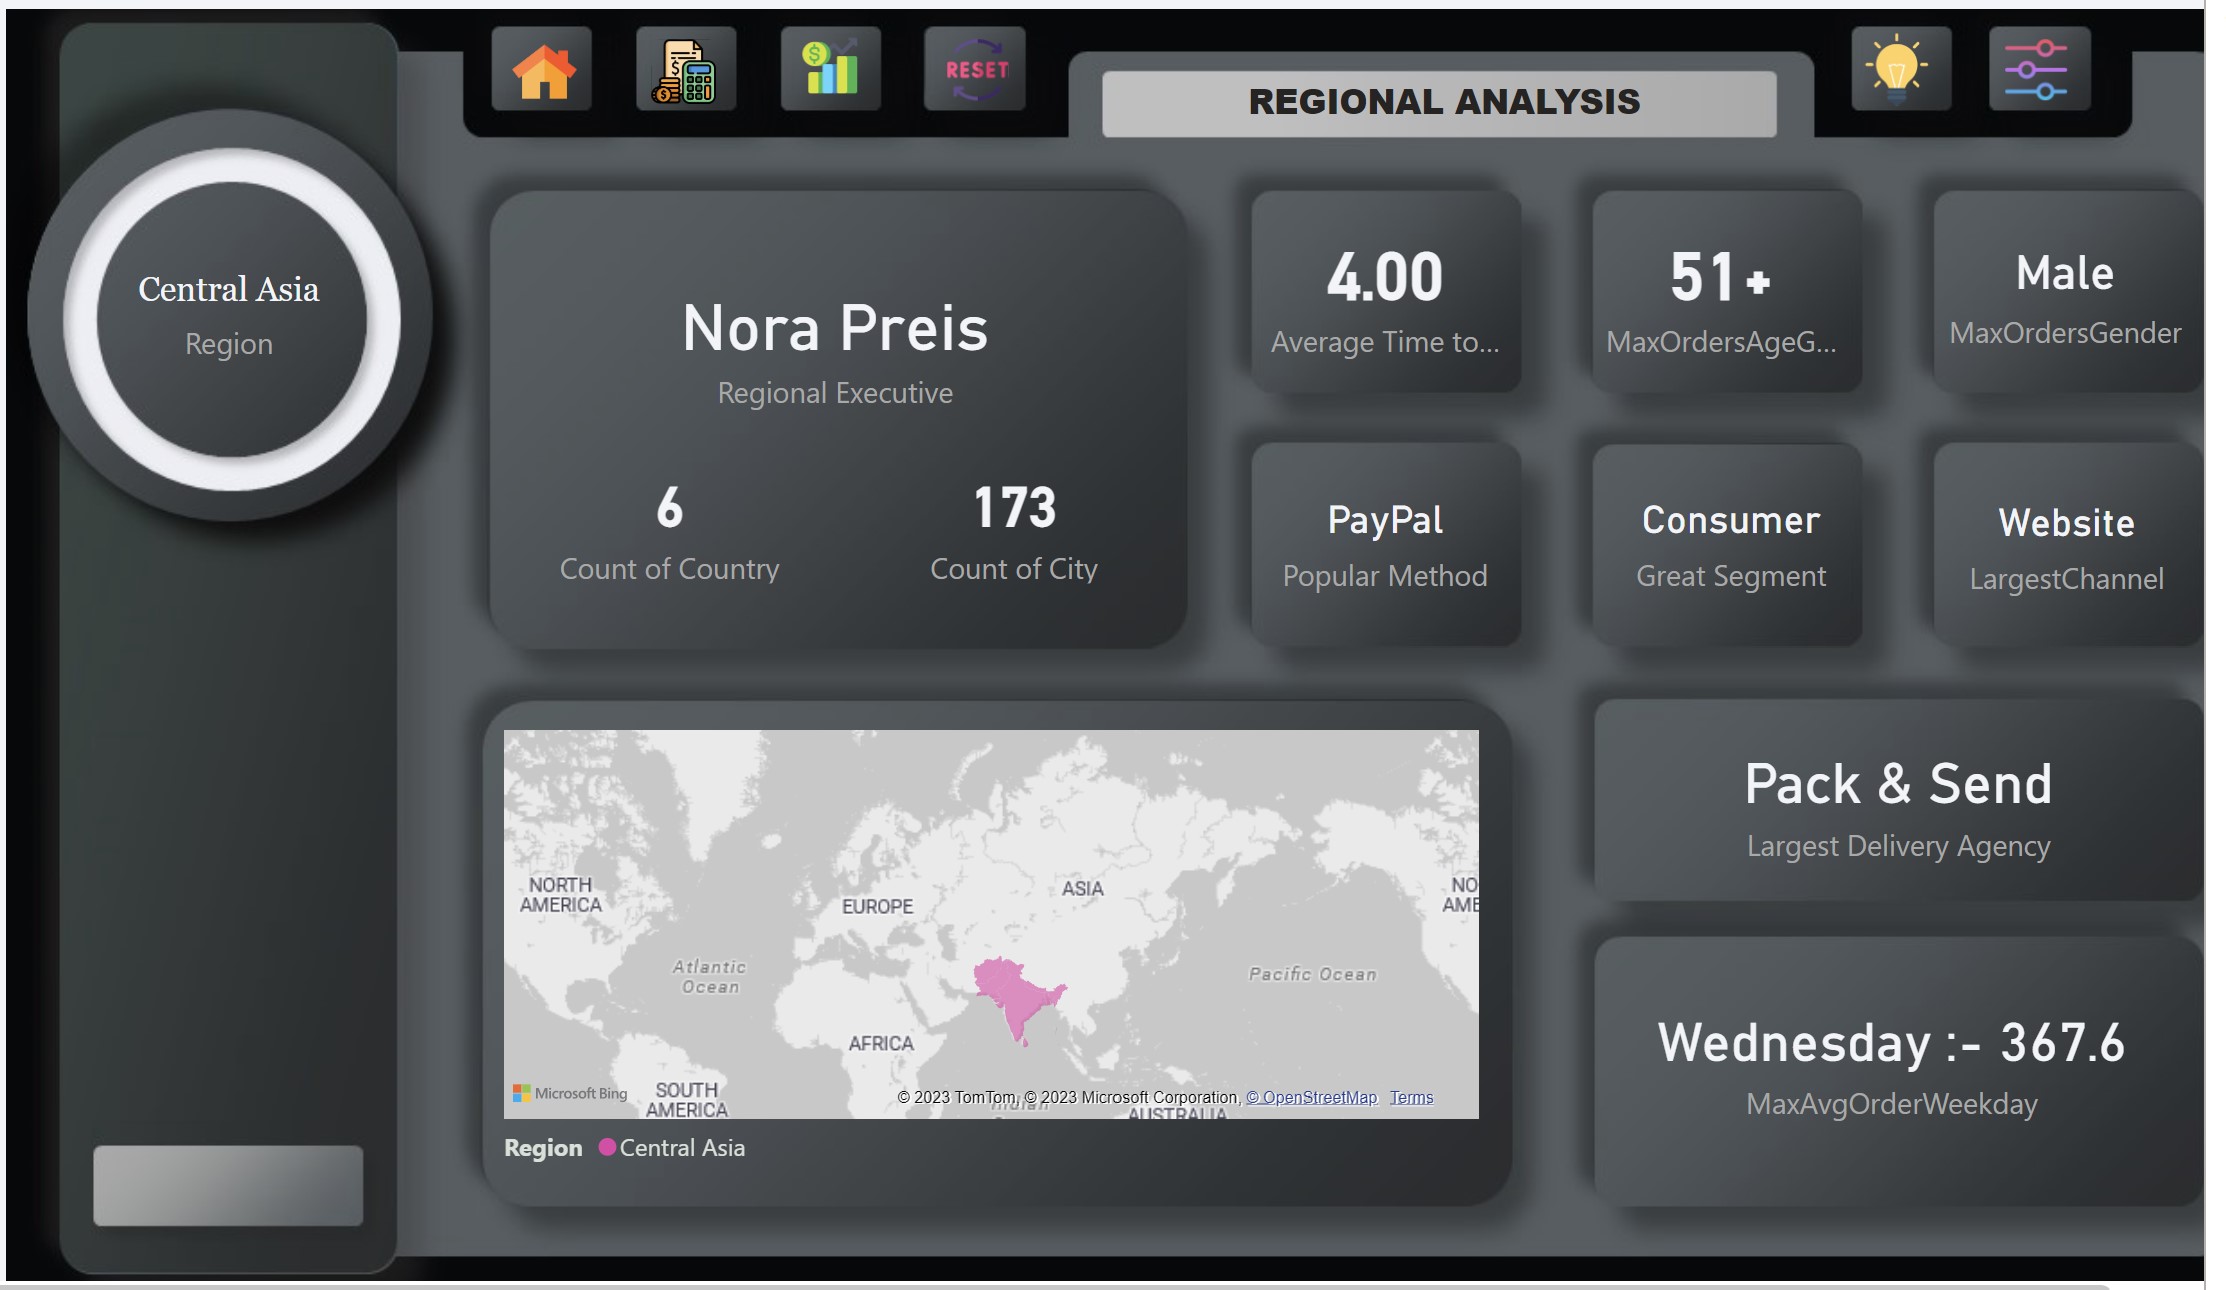 RESET
REGIONAL ANALYSIS
Central Asia
Region
Nora Preis
Regional Executive
6
Count of Country
173
Count of City
4.00
Average Time to...
51+
MaxOrdersAgeG...
Male
MaxOrdersGender
PayPal
Popular Method
Consumer
Great Segment
Website
LargestChannel
NORTH
AMERICA
EUROPE
ASIA
NO
AME
Atlantic
Ocean
Pacific Ocean
AFRICA
SOUTH
AMERICA
Indian
AUSTRALIA
Microsoft Bing
© 2023 TomTom, © 2023 Microsoft Corporation, © OpenStreetMap Terms
Region Central Asia
Pack & Send
Largest Delivery Agency
Wednesday :- 367.6
MaxAvgOrderWeekday